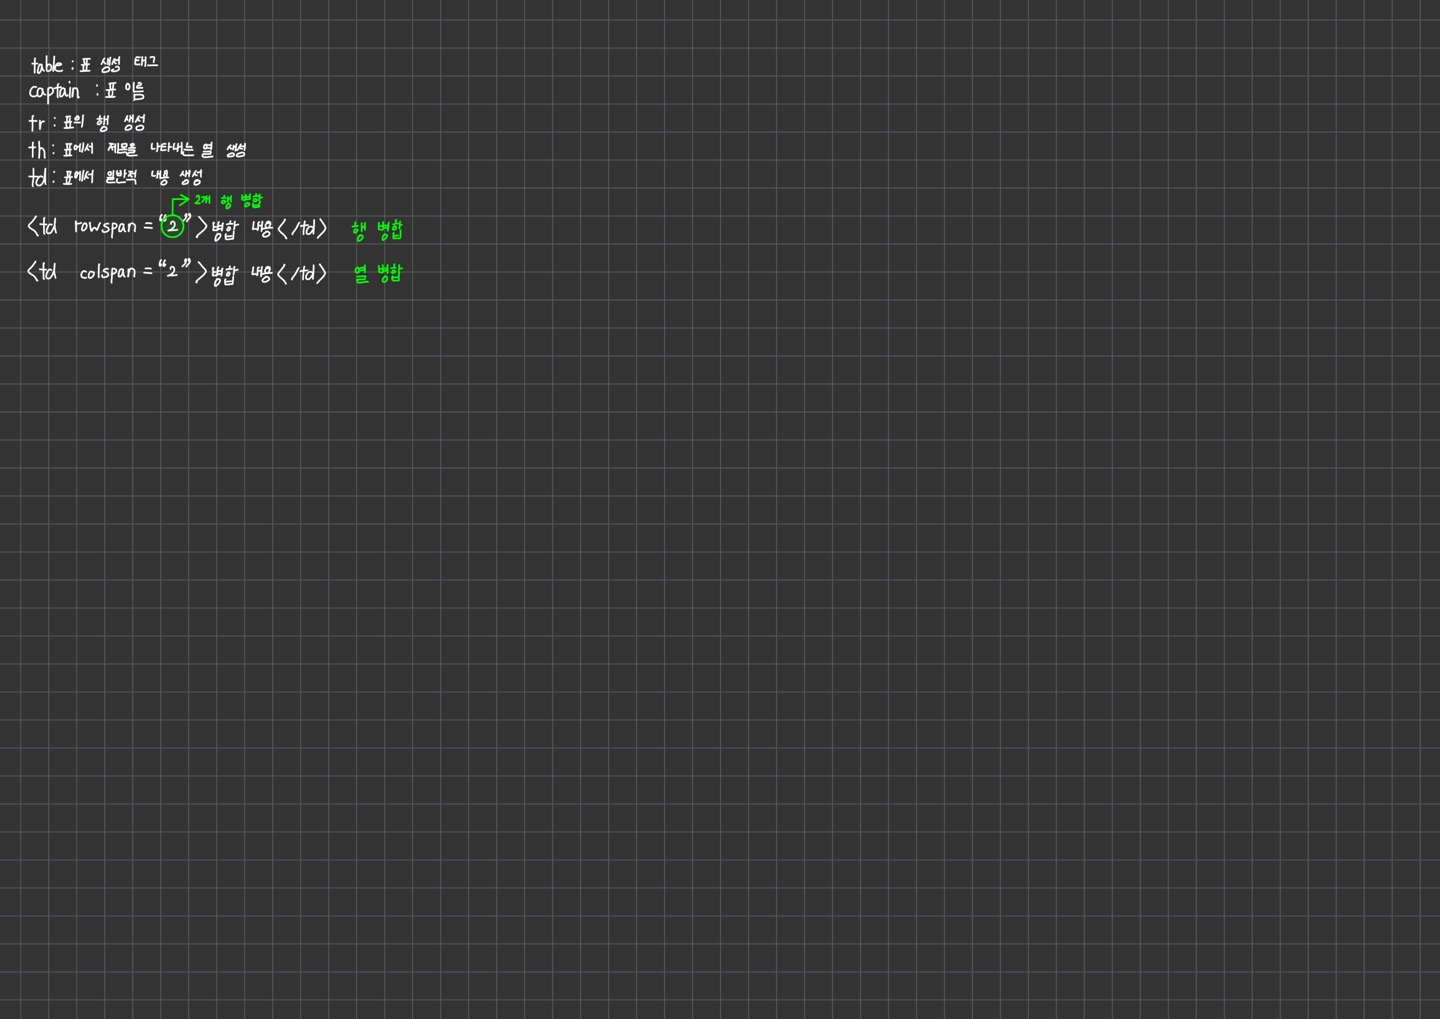 table : 표 생성 태그
captain : 표 이름
tr : 표의 행 생성
th : 표에서 제목을 나타내는 열 생성
td : 표에서 일반적 내용 생성
→ 2개 행 병합
<td rowspan = “2”>병합 내용</td> 행 병합
<td colspan = “2”>병합 내용</td> 열 병합